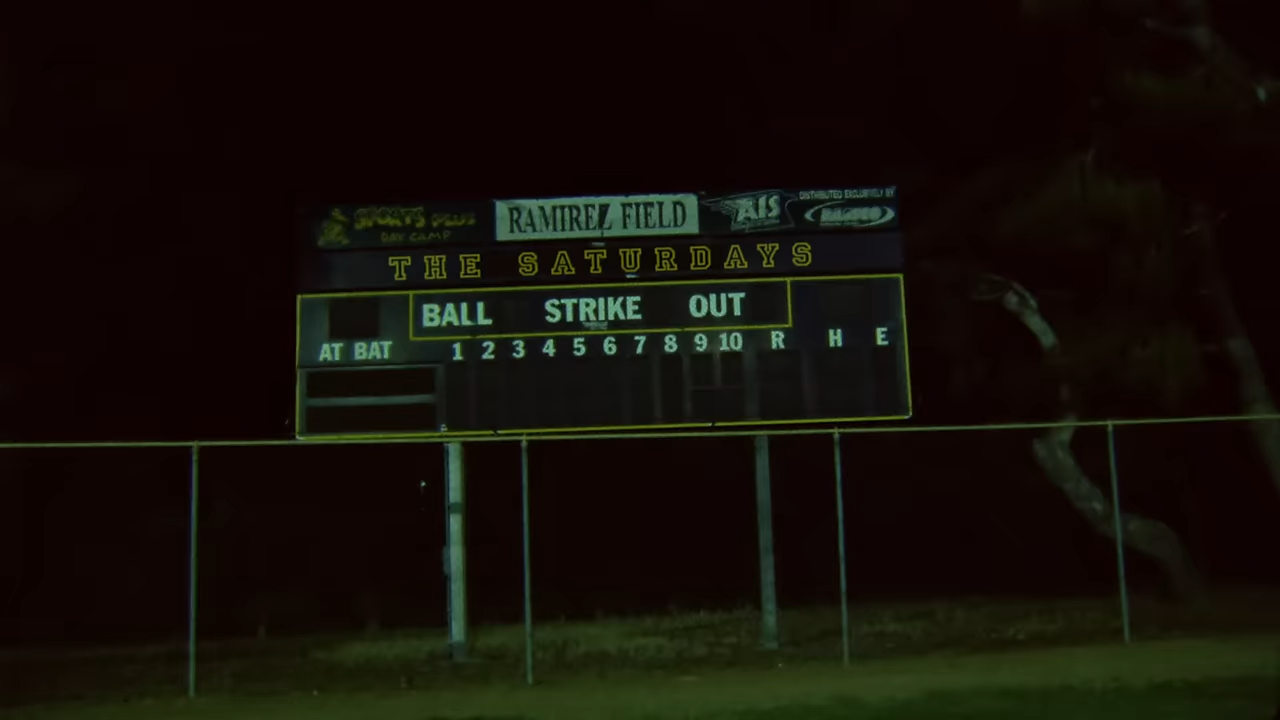 SPORTS PLUS
DAY CAMP
RAMIREZ FIELD
AIS
DISTRIBUTED EXCLUSIVELY BY
THE SATURDAYS
BALL STRIKE OUT
AT BAT 1 2 3 4 5 6 7 8 9 10 R H E